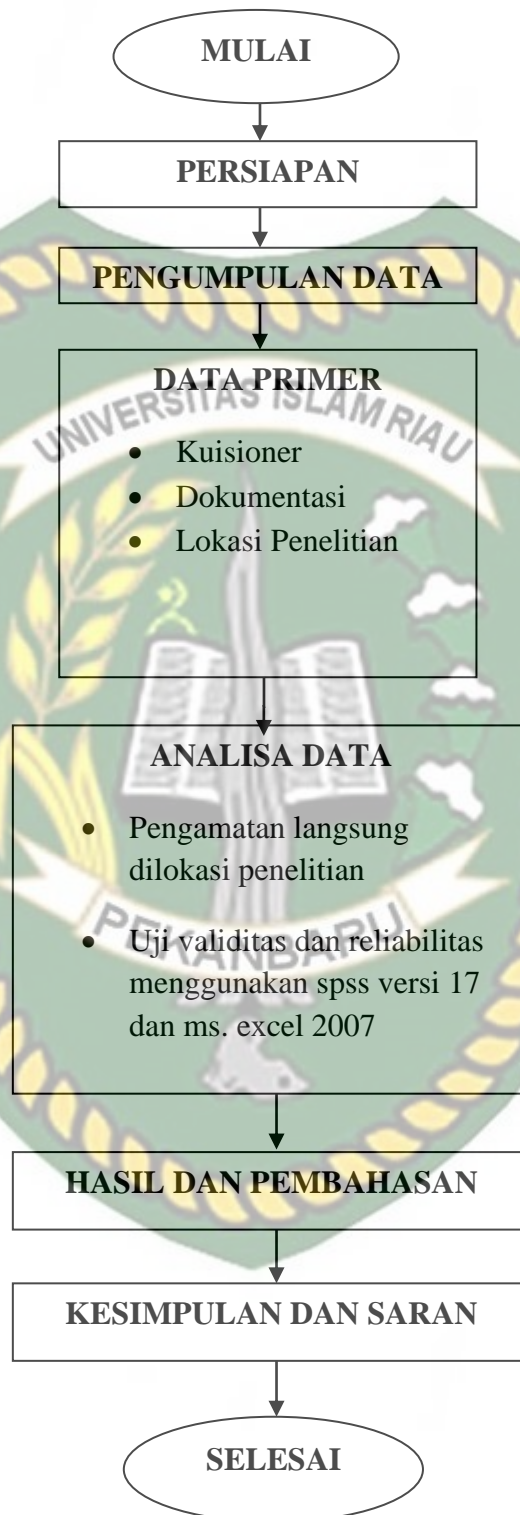 MULAI
PERSIAPAN
PENGUMPULAN DATA
DATA PRIMER
UNIVERSITAS ISLAM RIAU
• Kuisioner
• Dokumentasi
• Lokasi Penelitian
ANALISA DATA
• Pengamatan langsung
dilokasi penelitian
PEKANBARU
• Uji validitas dan reliabilitas
menggunakan spss versi 17
dan ms. excel 2007
HASIL DAN PEMBAHASAN
KESIMPULAN DAN SARAN
SELESAI